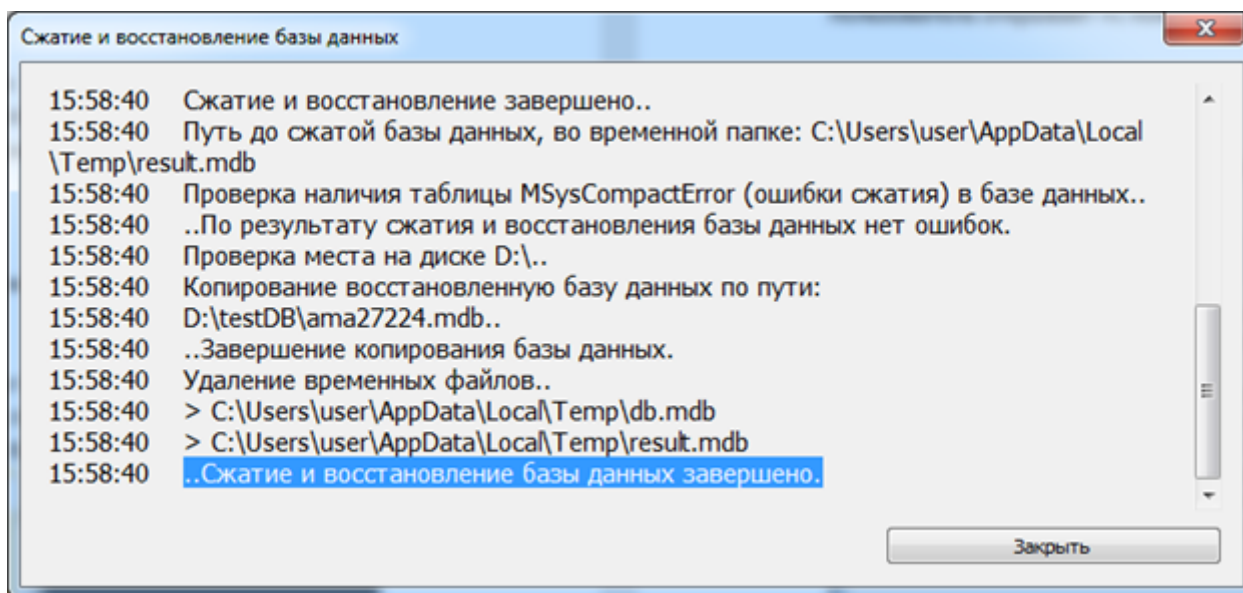 Сжатие и восстановление базы данных
15:58:40 Сжатие и восстановление завершено..
15:58:40 Путь до сжатой базы данных, во временной папке: C:\Users\user\AppData\Local
\Temp\result.mdb
15:58:40 Проверка наличия таблицы MSysCompactError (ошибки сжатия) в базе данных..
15:58:40 ..По результату сжатия и восстановления базы данных нет ошибок.
15:58:40 Проверка места на диске D:\..
15:58:40 Копирование восстановленную базу данных по пути:
15:58:40 D:\testDB\ama27224.mdb..
15:58:40 ..Завершение копирования базы данных.
15:58:40 Удаление временных файлов..
15:58:40 > C:\Users\user\AppData\Local\Temp\db.mdb
15:58:40 > C:\Users\user\AppData\Local\Temp\result.mdb
15:58:40 ..Сжатие и восстановление базы данных завершено.
Закрыть